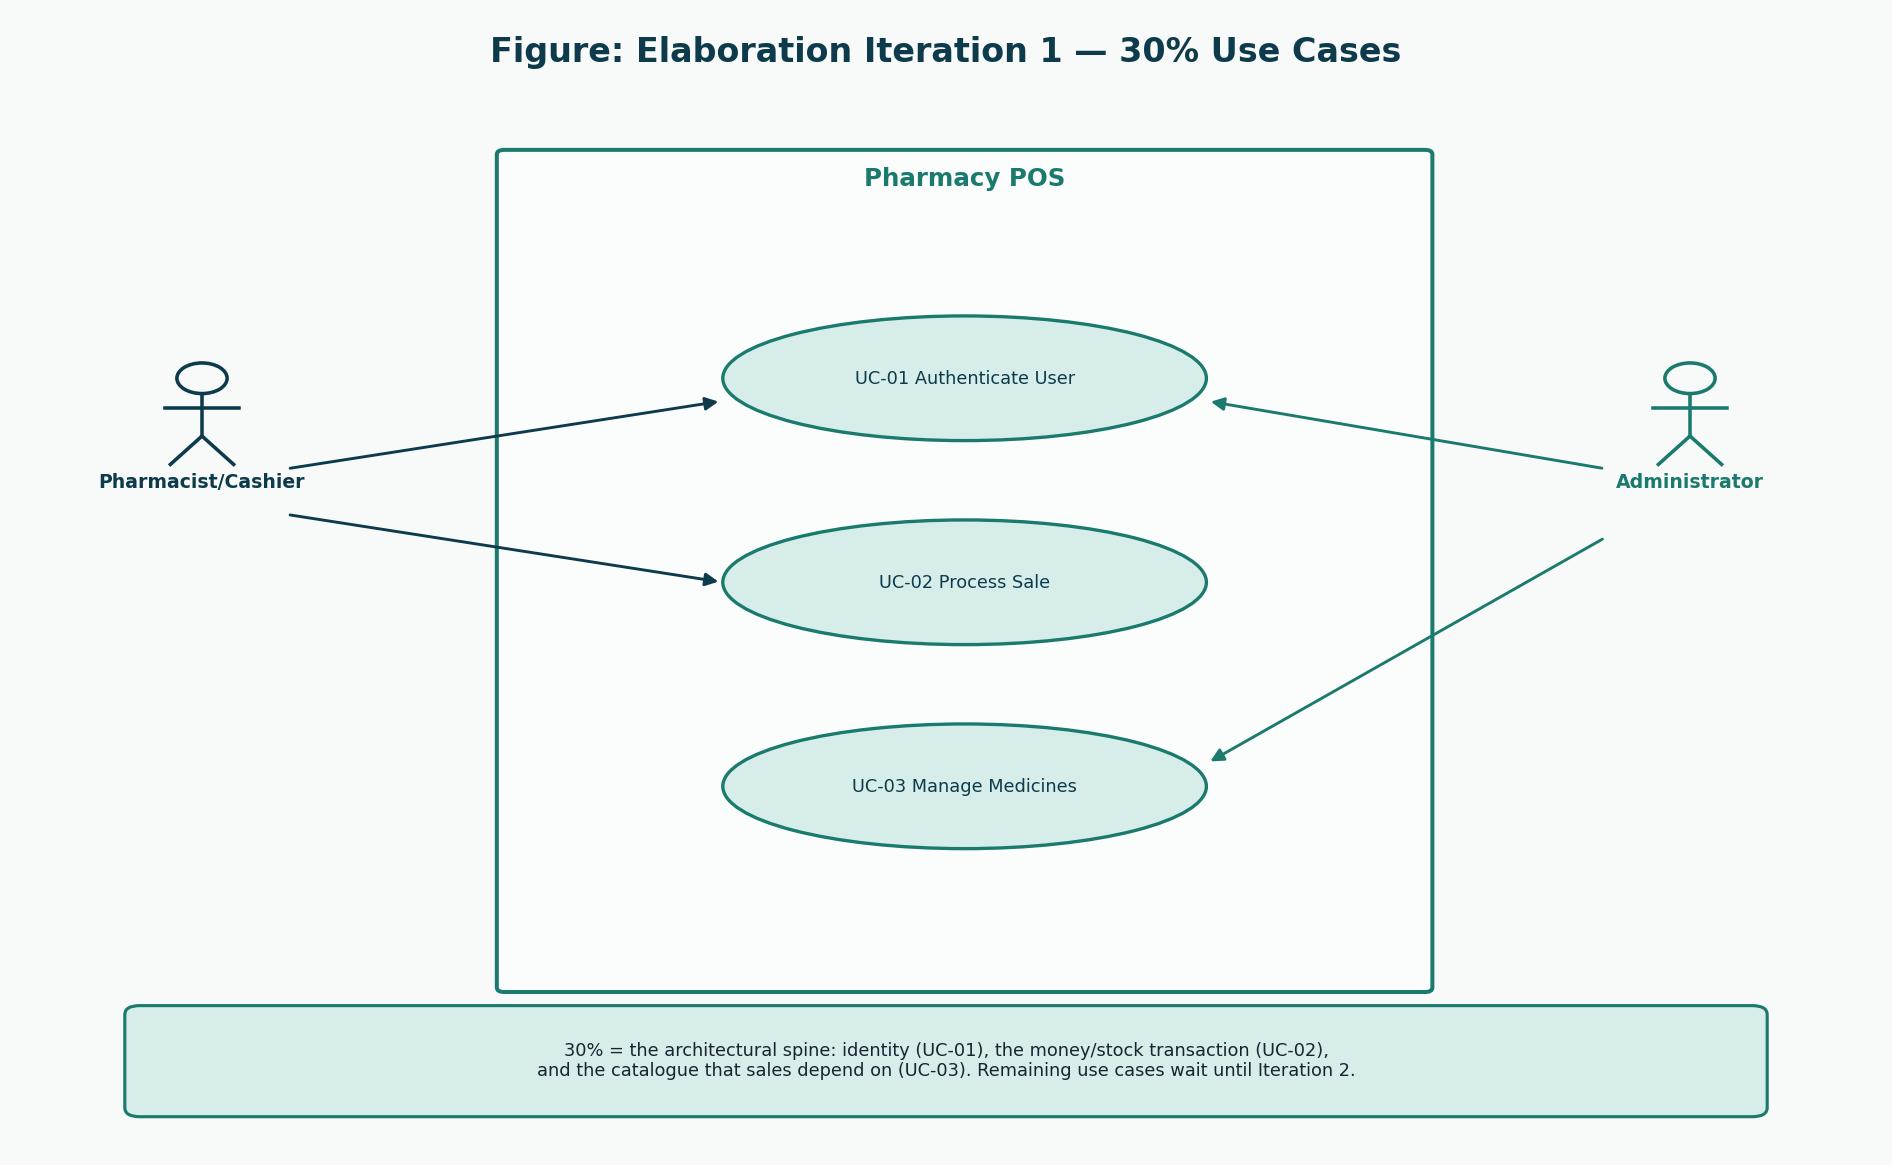 Figure: Elaboration Iteration 1 — 30% Use Cases
Pharmacy POS
UC-01 Authenticate User
Pharmacist/Cashier
Administrator
UC-02 Process Sale
UC-03 Manage Medicines
30% = the architectural spine: identity (UC-01), the money/stock transaction (UC-02),
and the catalogue that sales depend on (UC-03). Remaining use cases wait until Iteration 2.